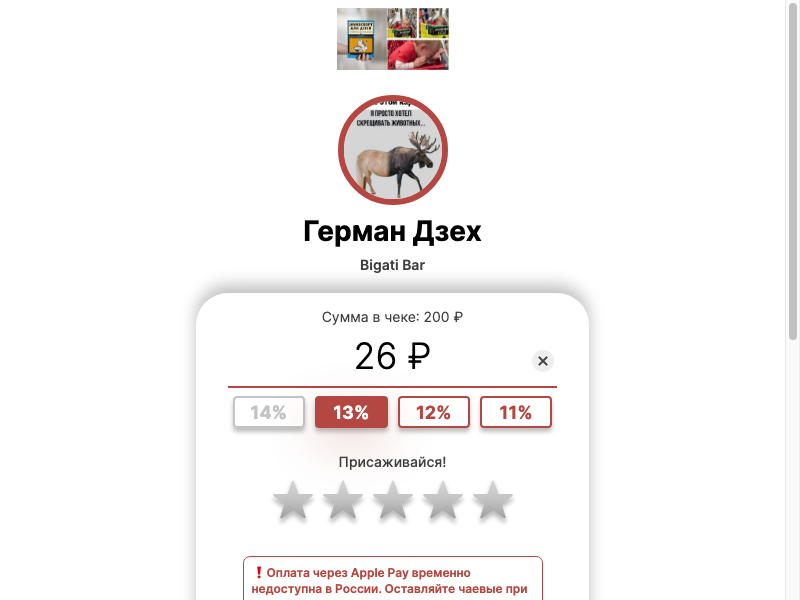 Я ПРОСТО ХОТЕЛ
СКРЕЩИВАТЬ ЖИВОТНЫХ...
Герман Дзех
Bigati Bar
Сумма в чеке: 200 ₽
26 ₽
14%
13%
12%
11%
Присаживайся!
❗ Оплата через Apple Pay временно
недоступна в России. Оставляйте чаевые при